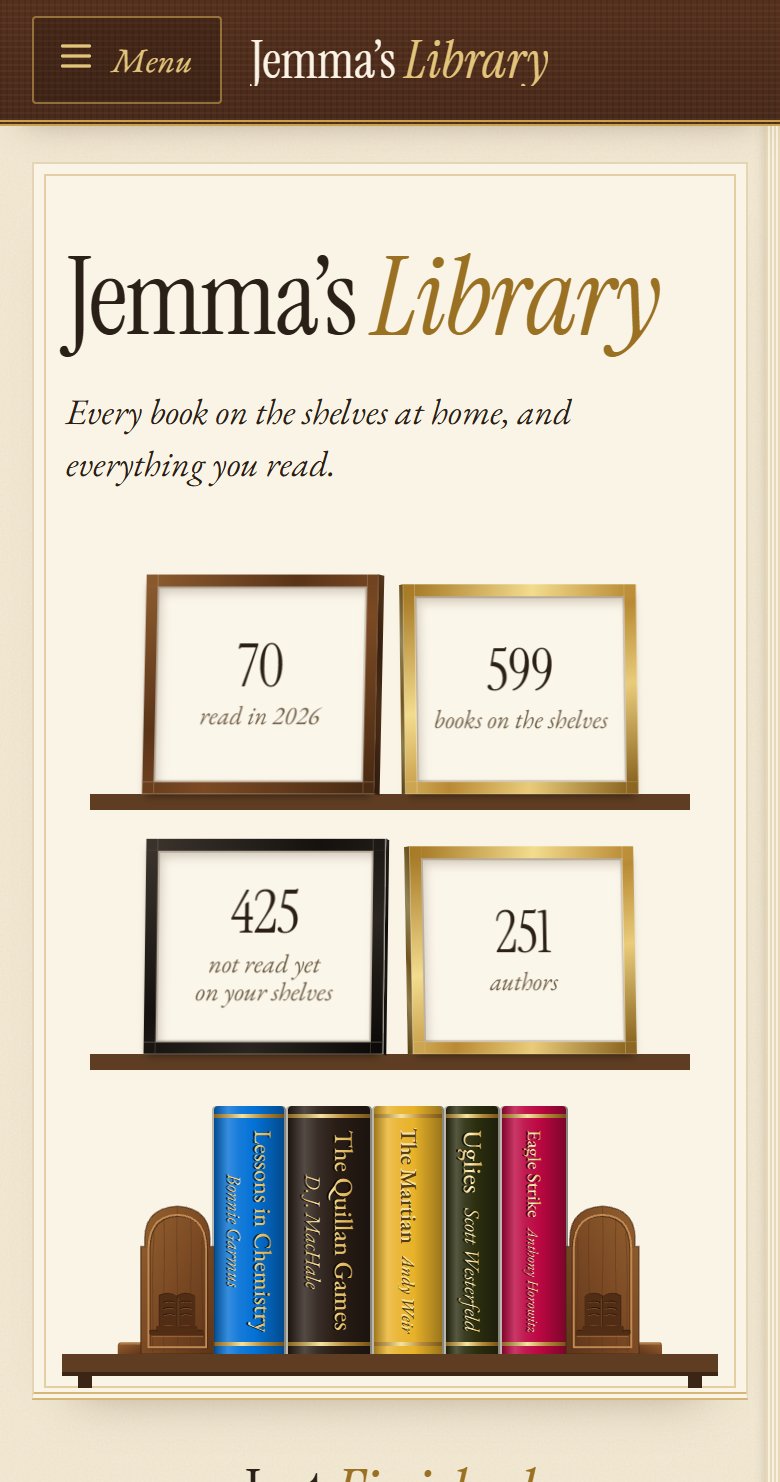 Menu
Jemma’s Library
Jemma’s Library
Every book on the shelves at home, and
everything you read.
70
read in 2026
599
books on the shelves
425
not read yet
on your shelves
251
authors
Lessons in Chemistry
Bonnie Garmus
The Quillan Games
D. J. MacHale
The Martian Andy Weir
Uglies Scott Westerfeld
Eagle Strike Anthony Horowitz